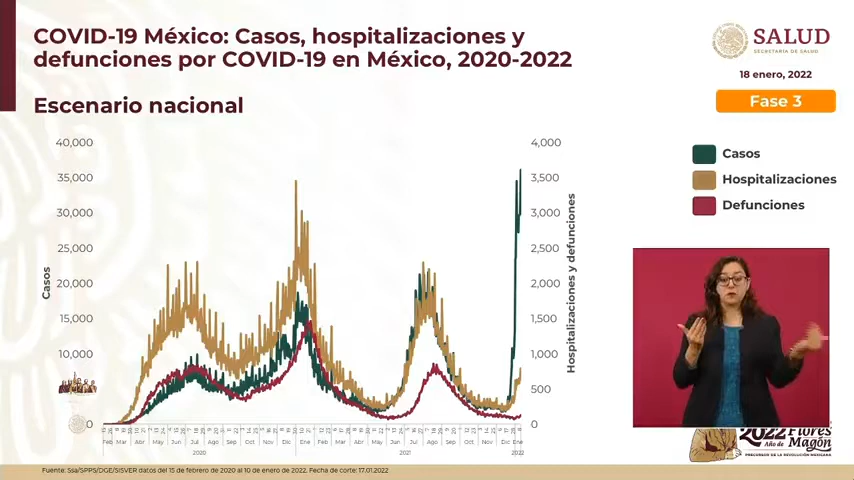 COVID-19 México: Casos, hospitalizaciones y
defunciones por COVID-19 en México, 2020-2022
SALUD
SECRETARÍA DE SALUD
18 enero, 2022
Fase 3
Escenario nacional
40,000
35,000
30,000
25,000
20,000
15,000
10,000
0
Casos
4,000
3,500
3,000
2,500
2,000
1,500
1,000
500
0
Hospitalizaciones y defunciones
Casos
Hospitalizaciones
Defunciones
Feb Mar Abr May Jun Jul Ago Sep Oct Nov Dic Ene Feb Mar Abr May Jun Jul Ago Sep Oct Nov Dic Ene
2020 2021 2022
2022 Flores
Año de Magón
PRECURSOR DE LA REVOLUCIÓN MEXICANA
Fuente: SSa/SPPS/DGE/SISVER datos del 15 de febrero de 2020 al 10 de enero de 2022. Fecha de corte: 17.01.2022